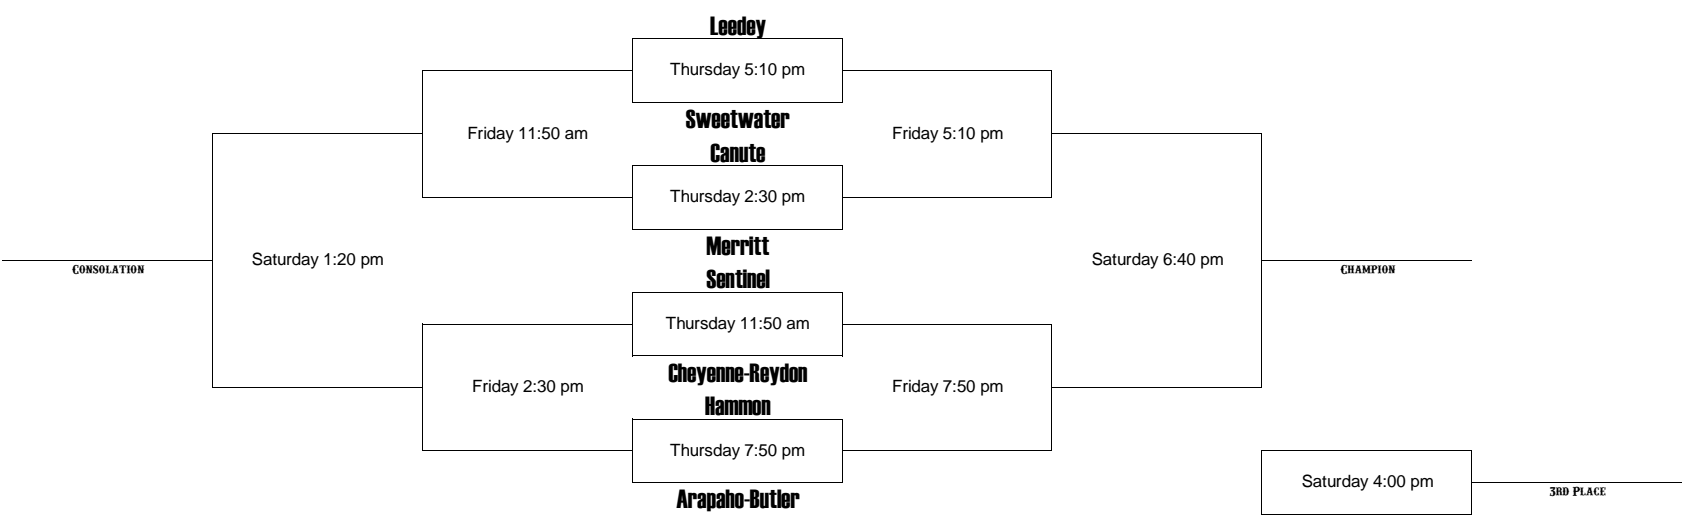 Leedey
Thursday 5:10 pm
Sweetwater
Friday 11:50 am
Friday 5:10 pm
Canute
Thursday 2:30 pm
Merritt
Saturday 1:20 pm
Saturday 6:40 pm
Consolation
Champion
Sentinel
Thursday 11:50 am
Cheyenne-Reydon
Friday 2:30 pm
Friday 7:50 pm
Hammon
Thursday 7:50 pm
Arapaho-Butler
Saturday 4:00 pm
3rd Place